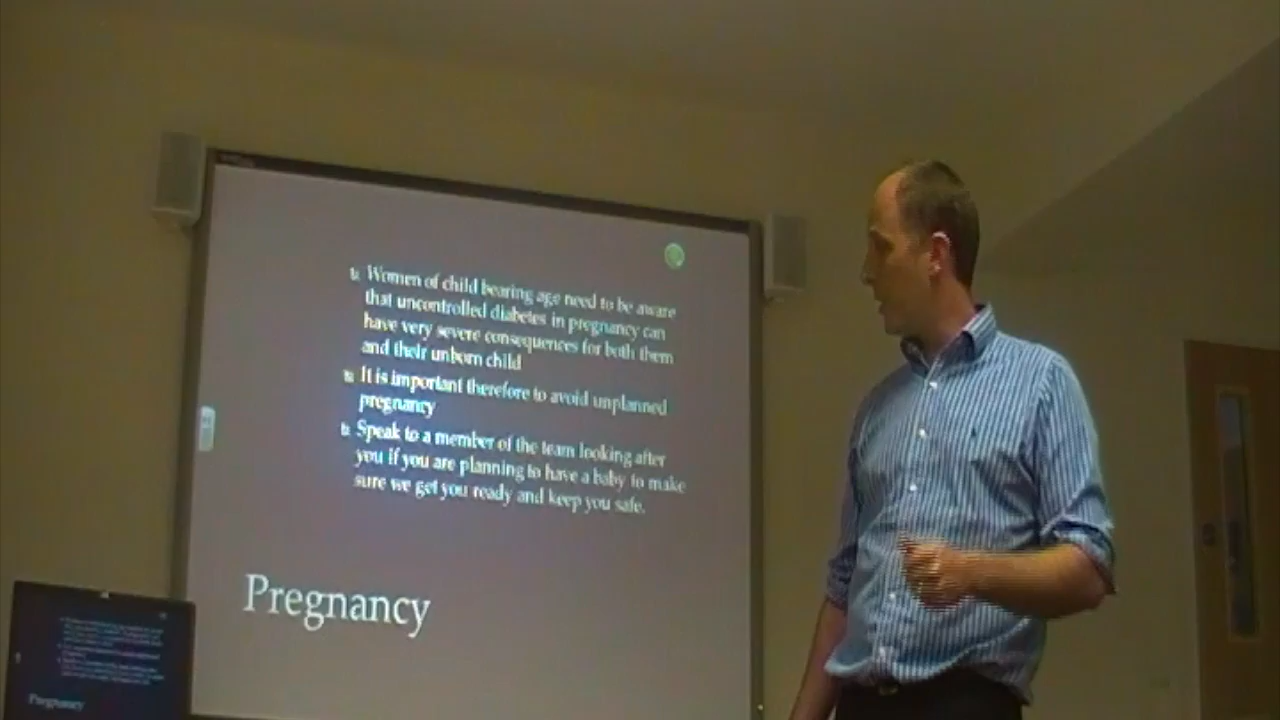 Women of child bearing age need to be aware
that uncontrolled diabetes in pregnancy can
have very severe consequences for both them
and their unborn child
It is important therefore to avoid unplanned
pregnancy
Speak to a member of the team looking after
you if you are planning to have a baby to make
sure we get you ready and keep you safe.
Pregnancy
Pregnancy